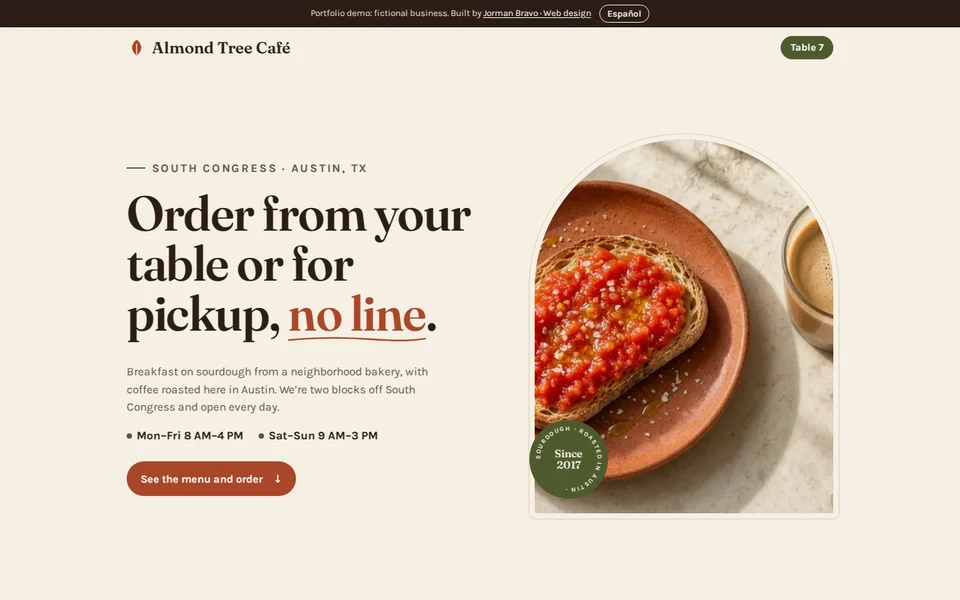 Portfolio demo: fictional business. Built by Jorman Bravo · Web design Español
Almond Tree Café
Table 7
SOUTH CONGRESS · AUSTIN, TX
Order from your
table or for
pickup, no line.
Breakfast on sourdough from a neighborhood bakery, with
coffee roasted here in Austin. We're two blocks off South
Congress and open every day.
Mon–Fri 8 AM–4 PM Sat–Sun 9 AM–3 PM
See the menu and order ↓
SOURDOUGH · ROASTED IN AUSTIN ·
Since
2017